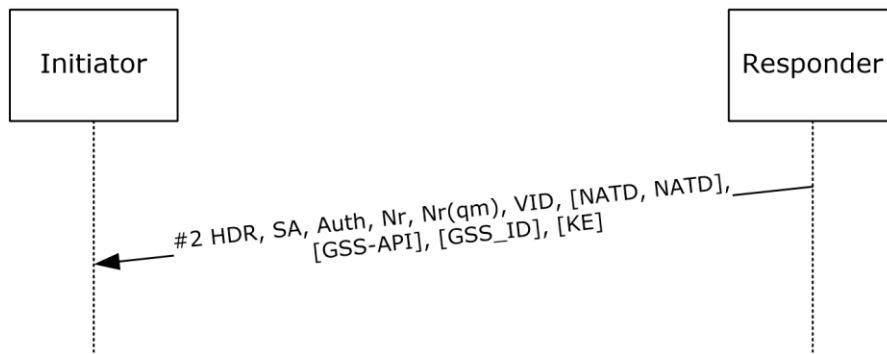 Initiator
Responder
#2 HDR, SA, Auth, Nr, Nr(qm), VID, [NATD, NATD],
[GSS-API], [GSS_ID], [KE]